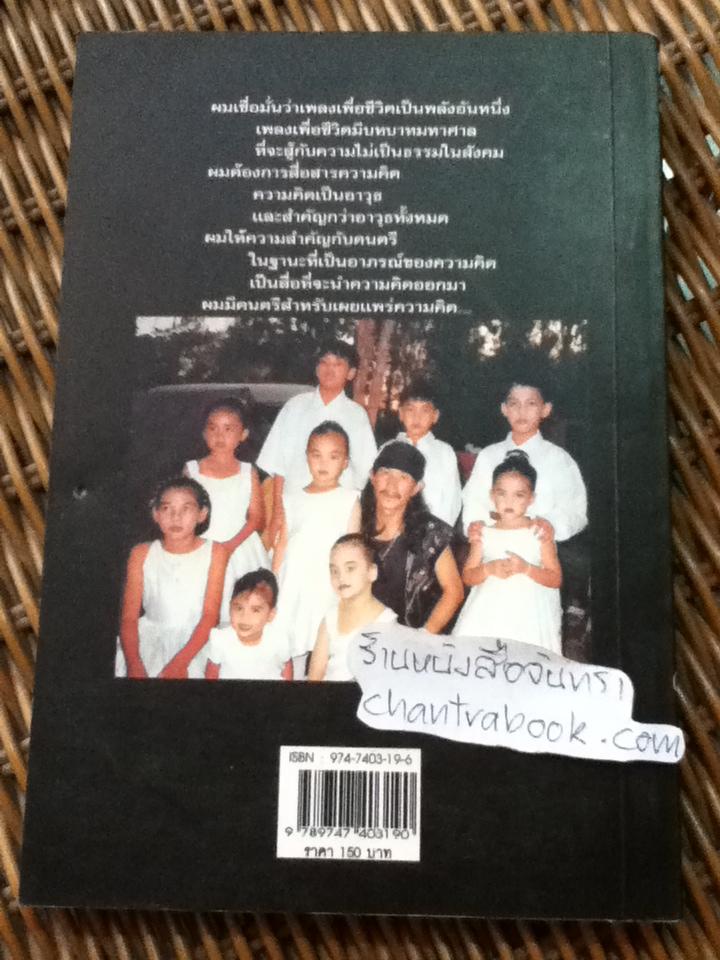 ผมเชื่อมั่นว่าเพลงเพื่อชีวิตเป็นพลังอันหนึ่ง
เพลงเพื่อชีวิตมีบทบาทมหาศาล
ที่จะสู้กับความไม่เป็นธรรมในสังคม
ผมต้องการสื่อสารความคิด
ความคิดเป็นอาวุธ
และสำคัญกว่าอาวุธทั้งหมด
ผมให้ความสำคัญกับดนตรี
ในฐานะที่เป็นอาภรณ์ของความคิด
เป็นสื่อที่จะนำความคิดออกมา
ผมมีดนตรีสำหรับเผยแพร่ความคิด...
ร้านหนังสือจันทรา
chantrabook.com
ISBN : 974-7403-19-6
9 789747 403190
ราคา 150 บาท